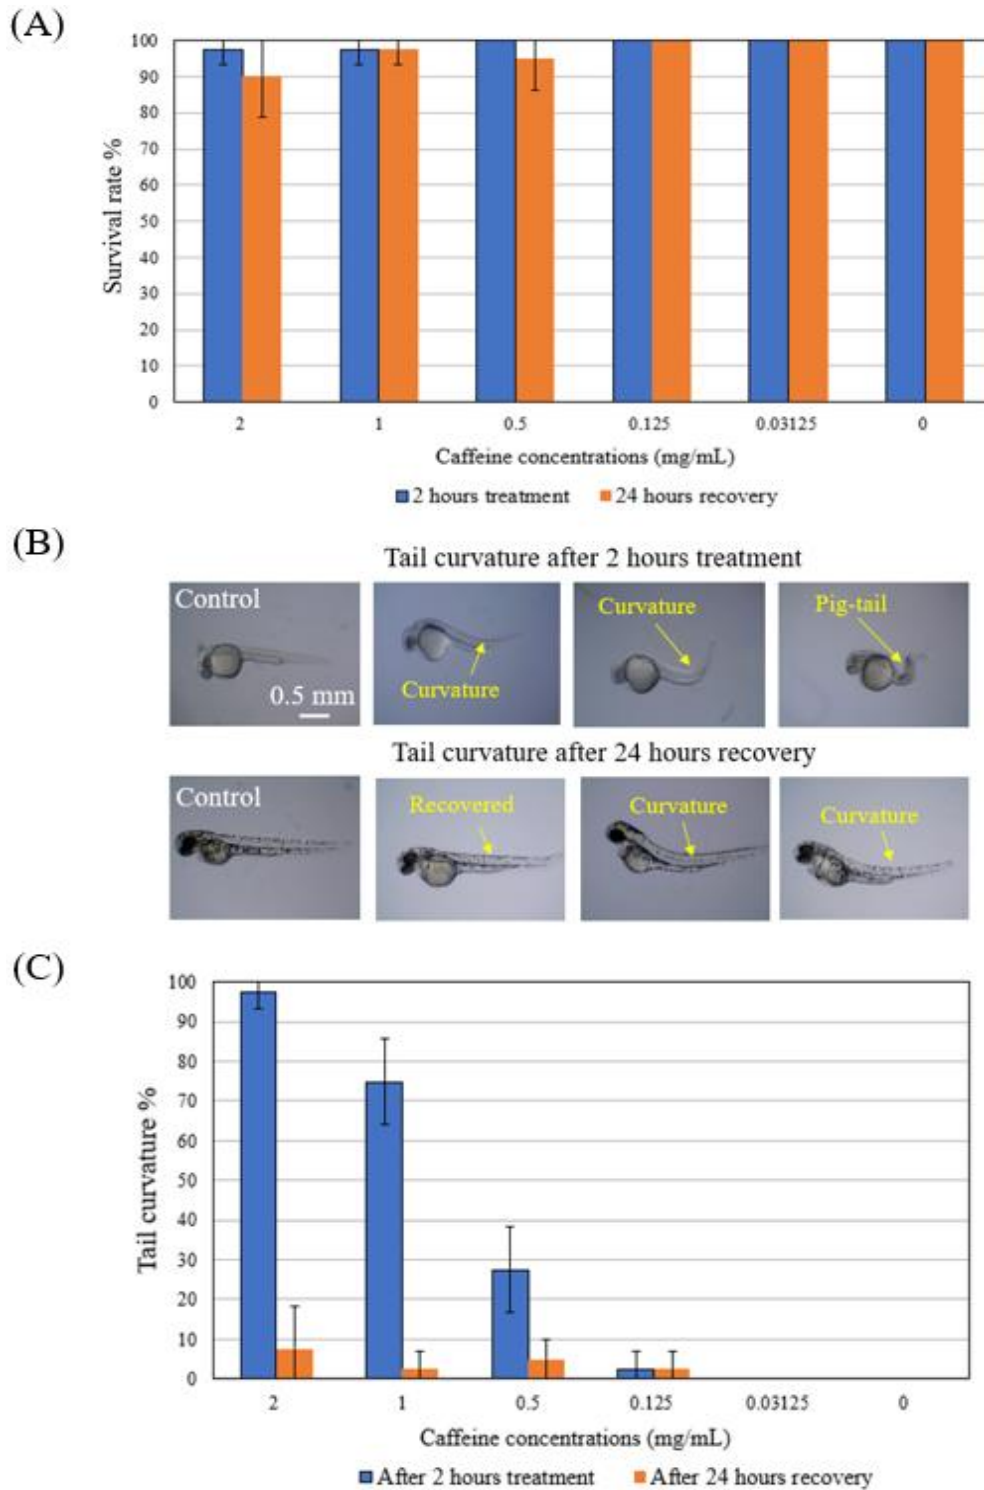 (A)
100
90
80
70
60
50
40
30
20
10
0
Survival rate %
2 1 0.5 0.125 0.03125 0
Caffeine concentrations (mg/mL)
2 hours treatment 24 hours recovery
(B)
Tail curvature after 2 hours treatment
Control
0.5 mm
Curvature
Curvature
Pig-tail
Tail curvature after 24 hours recovery
Control
Recovered
Curvature
Curvature
(C)
100
90
80
70
60
50
40
30
20
10
0
Tail curvature %
2 1 0.5 0.125 0.03125 0
Caffeine concentrations (mg/mL)
After 2 hours treatment After 24 hours recovery